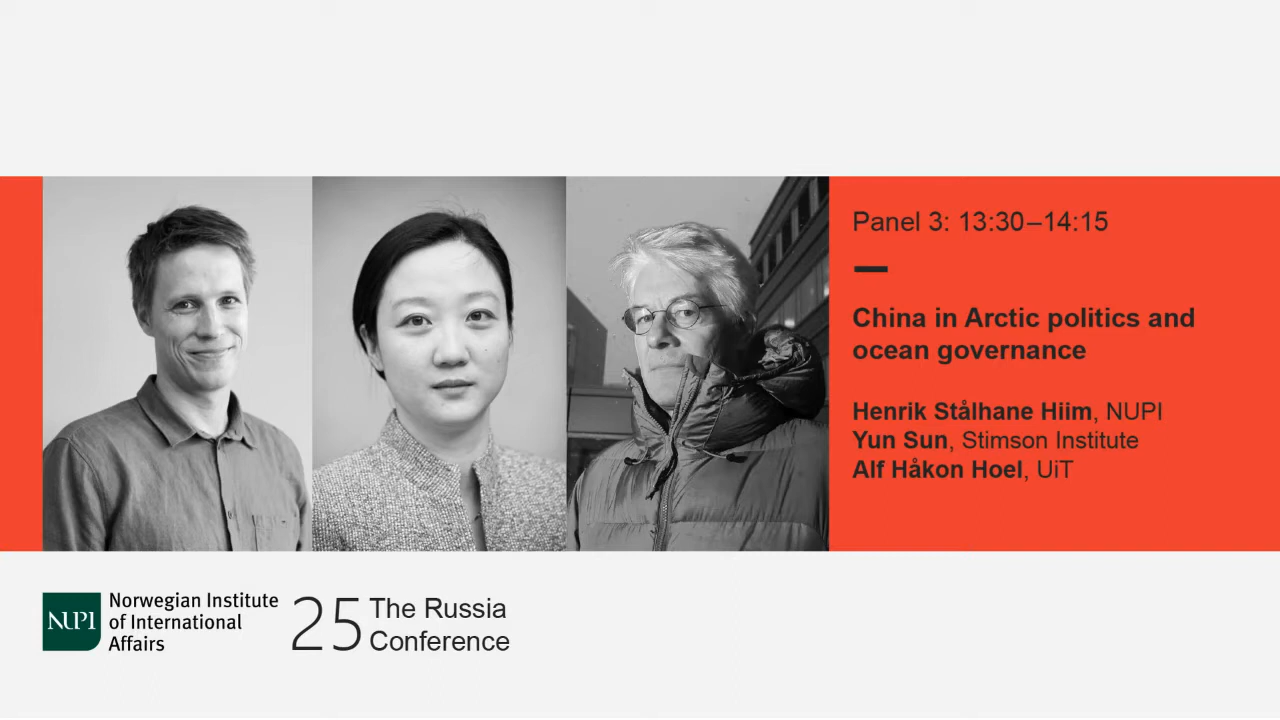 Panel 3: 13:30–14:15
China in Arctic politics and
ocean governance
Henrik Stålhane Hiim, NUPI
Yun Sun, Stimson Institute
Alf Håkon Hoel, UiT
NUPI
Norwegian Institute
of International
Affairs
25
The Russia
Conference